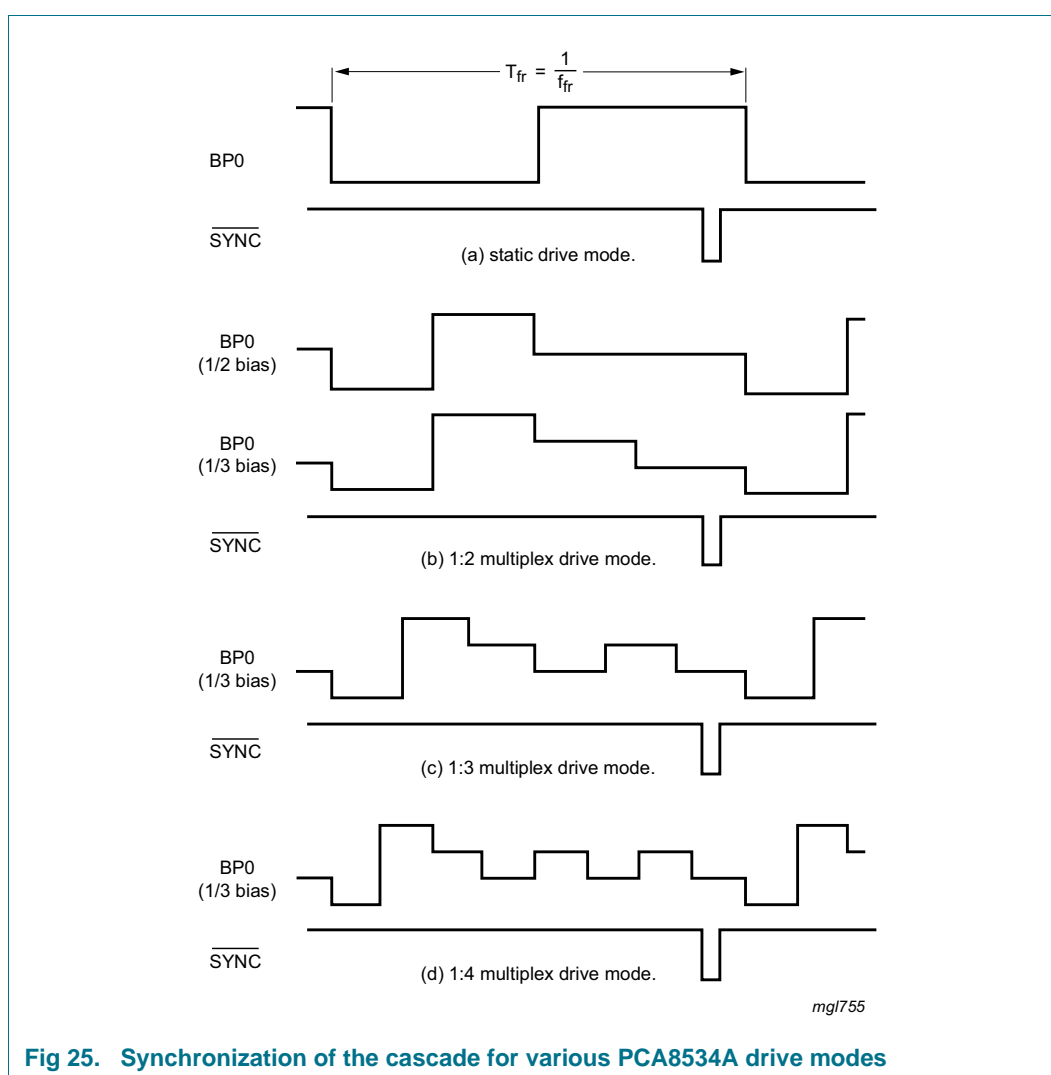 T_fr = 1/f_fr
BP0
SYNC
(a) static drive mode.
BP0
(1/2 bias)
BP0
(1/3 bias)
SYNC
(b) 1:2 multiplex drive mode.
BP0
(1/3 bias)
SYNC
(c) 1:3 multiplex drive mode.
BP0
(1/3 bias)
SYNC
(d) 1:4 multiplex drive mode.
mgl755
Fig 25. Synchronization of the cascade for various PCA8534A drive modes